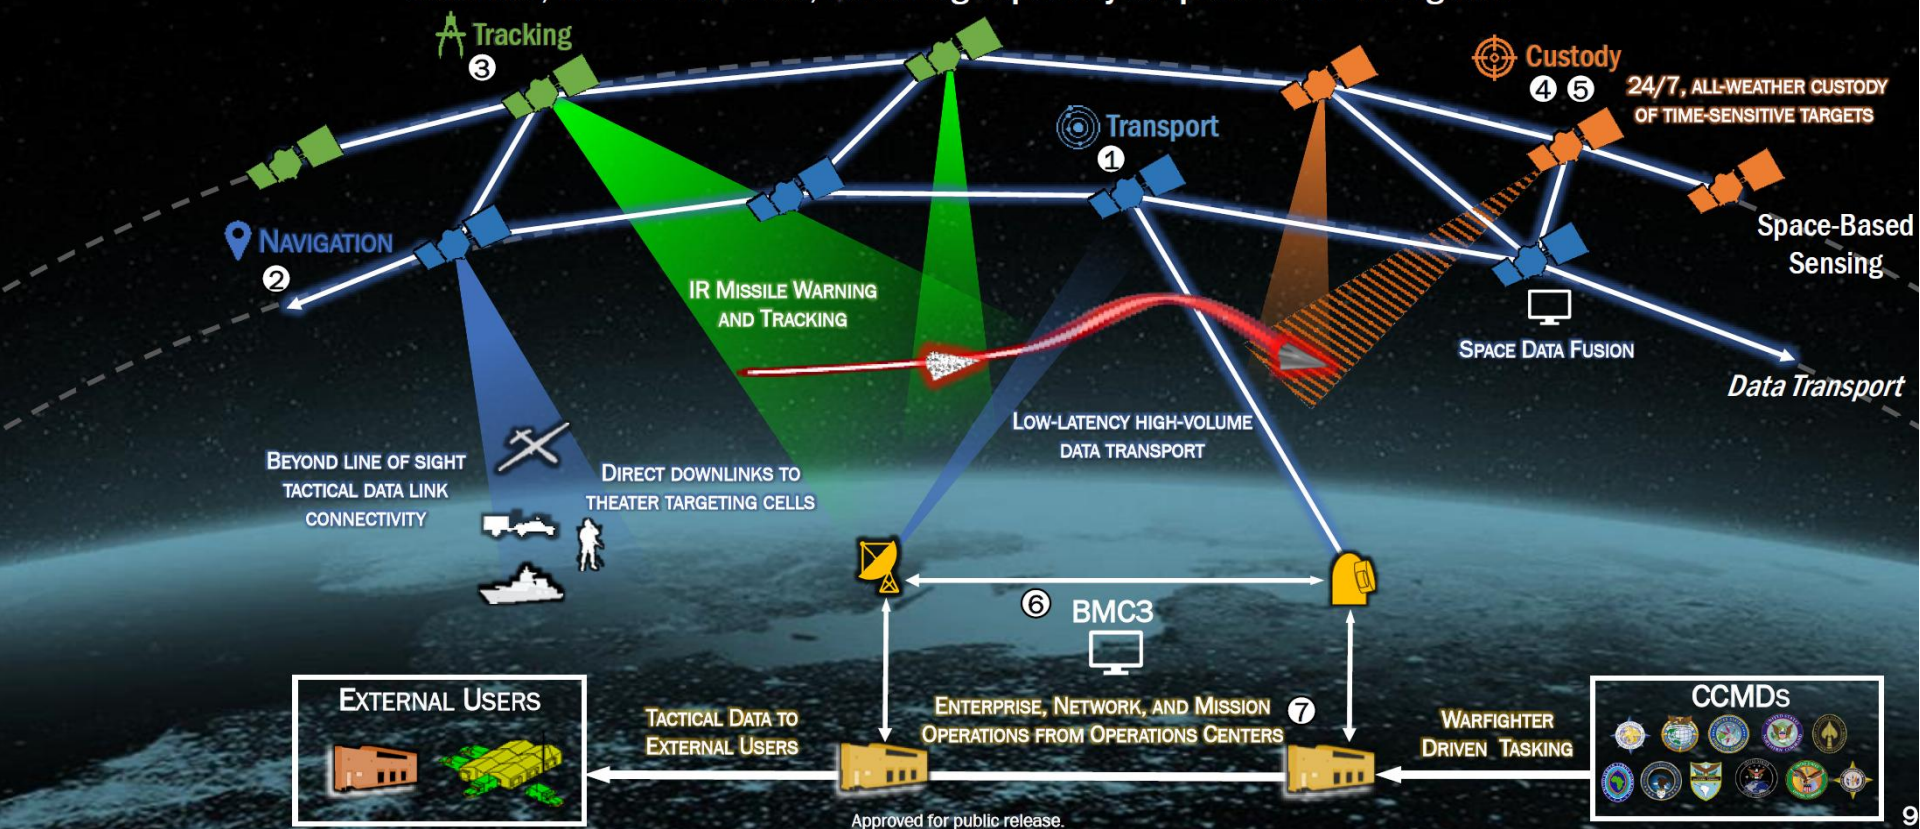 Tracking
3
Custody
4 5
24/7, ALL-WEATHER CUSTODY
OF TIME-SENSITIVE TARGETS
Transport
1
NAVIGATION
2
Space-Based
Sensing
IR MISSILE WARNING
AND TRACKING
SPACE DATA FUSION
Data Transport
LOW-LATENCY HIGH-VOLUME
DATA TRANSPORT
BEYOND LINE OF SIGHT
TACTICAL DATA LINK
CONNECTIVITY
DIRECT DOWNLINKS TO
THEATER TARGETING CELLS
6
BMC3
EXTERNAL USERS
TACTICAL DATA TO
EXTERNAL USERS
ENTERPRISE, NETWORK, AND MISSION
OPERATIONS FROM OPERATIONS CENTERS
7
WARFIGHTER
DRIVEN TASKING
CCMDs
Approved for public release.
9